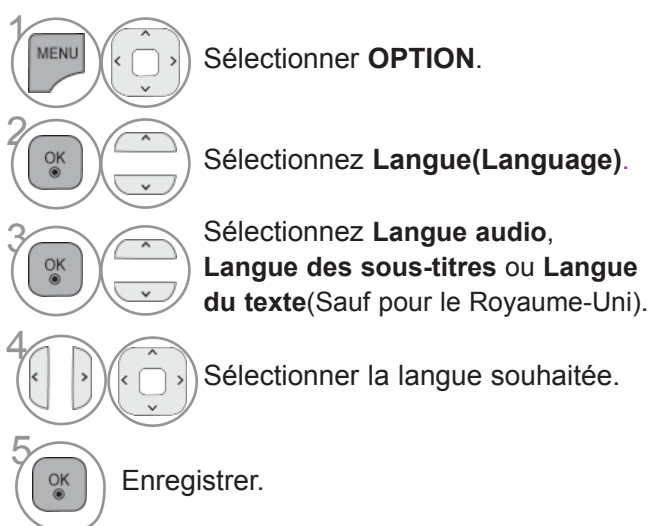 1
MENU
Sélectionner OPTION.
2
OK
Sélectionnez Langue(Language).
3
OK
Sélectionnez Langue audio,
Langue des sous-titres ou Langue
du texte(Sauf pour le Royaume-Uni).
4
Sélectionner la langue souhaitée.
5
OK
Enregistrer.